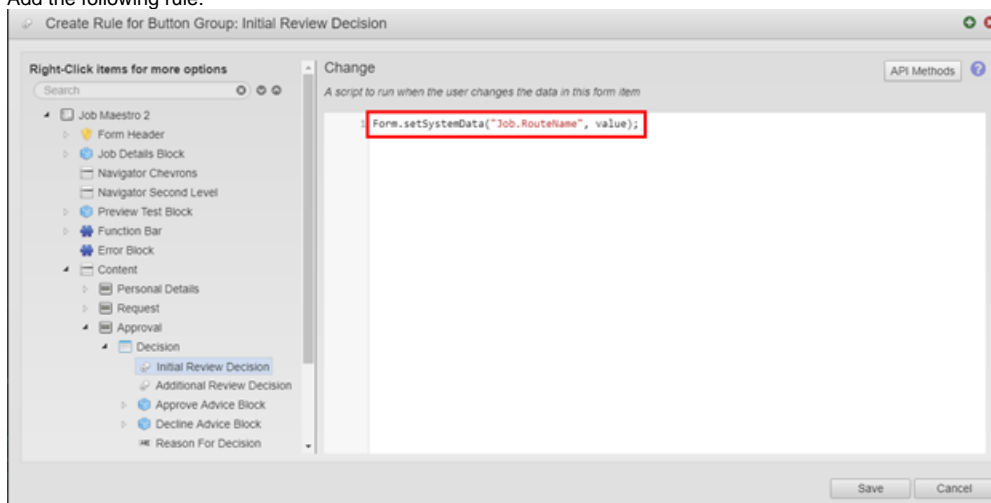 Add the following rule:
Create Rule for Button Group: Initial Review Decision
Right-Click items for more options
Search
Job Maestro 2
Form Header
Job Details Block
Navigator Chevrons
Navigator Second Level
Preview Test Block
Function Bar
Error Block
Content
Personal Details
Request
Approval
Decision
Initial Review Decision
Additional Review Decision
Approve Advice Block
Decline Advice Block
Reason For Decision
Change
API Methods
A script to run when the user changes the data in this form item
1 Form.setSystemData("Job.RouteName", value);
Save
Cancel